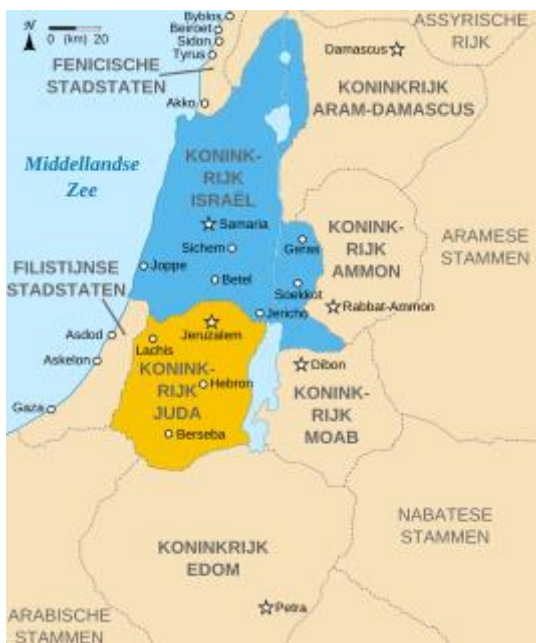 Byblos
Beiroet
Sidon
Tyrus
N
0 (km) 20
ASSYRISCHE
RIJK
Damascus
FENICISCHE
STADSTATEN
KONINKRIJK
ARAM-DAMASCUS
Akko
Middellandse
Zee
KONINK-
RIJK
ISRAËL
Samaria
Sichem
Geras
KONINK-
RIJK
AMMON
ARAMESE
STAMMEN
Joppe
Betel
Soekkot
FILISTIJNSE
STADSTATEN
Jericho
Rabbat-Ammon
Asdod
Jeruzalem
Lachis
Askelon
Dibon
KONINK-
RIJK
JUDA
Hebron
KONINK-
RIJK
MOAB
Gaza
Berseba
NABATESE
STAMMEN
KONINKRIJK
EDOM
Petra
ARABISCHE
STAMMEN